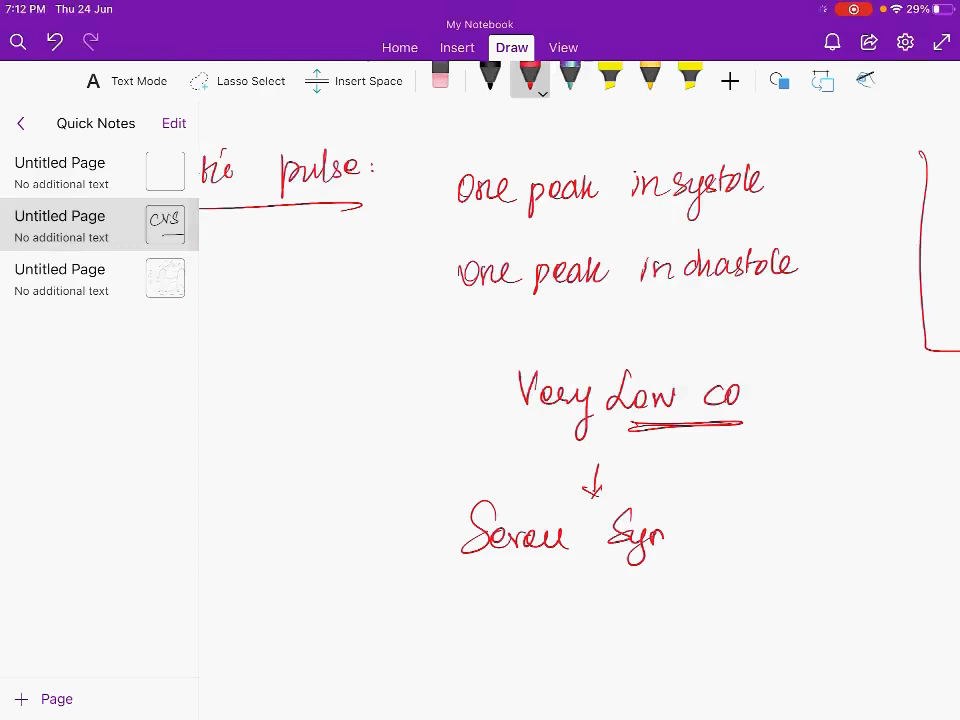 7:12 PM Thu 24 Jun
29%
My Notebook
Home Insert Draw View
Text Mode Lasso Select Insert Space
Quick Notes Edit
Untitled Page
No additional text
Untitled Page
No additional text
CNS
Untitled Page
No additional text
Page
tic pulse:
One peak in systole
One peak in diastole
Very Low CO
↓
Syr